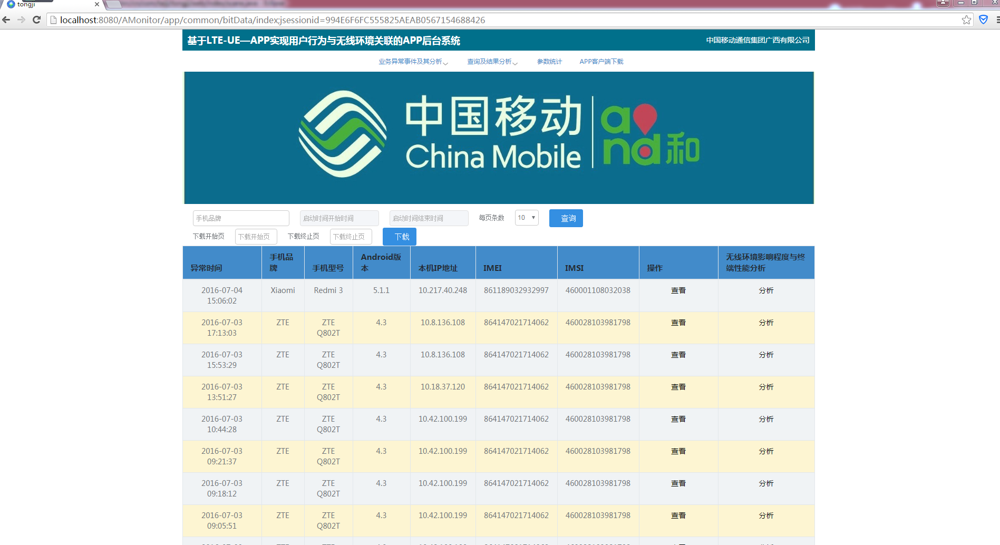 tongji
localhost:8080/AMonitor/app/common/bitData/index;jsessionid=994E6F6FC555825AEAB0567154688426
基于LTE-UE—APP实现用户行为与无线环境关联的APP后台系统 中国移动通信集团广西有限公司
业务异常事件及其分析 查询及结果分析 参数统计 APP客户端下载
中国移动
China Mobile
and和
手机品牌 启动时间开始时间 启动时间结束时间 每页条数 10 查询
下载开始页 下载开始页 下载终止页 下载终止页 下载
异常时间 手机品牌 手机型号 Android版本 本机IP地址 IMEI IMSI 操作 无线环境影响程度与终端性能分析
2016-07-04 15:06:02 Xiaomi Redmi 3 5.1.1 10.217.40.248 861189032932997 460001108032038 查看 分析
2016-07-03 17:13:03 ZTE ZTE Q802T 4.3 10.8.136.108 864147021714062 460028103981798 查看 分析
2016-07-03 15:53:29 ZTE ZTE Q802T 4.3 10.8.136.108 864147021714062 460028103981798 查看 分析
2016-07-03 13:51:27 ZTE ZTE Q802T 4.3 10.18.37.120 864147021714062 460028103981798 查看 分析
2016-07-03 10:44:28 ZTE ZTE Q802T 4.3 10.42.100.199 864147021714062 460028103981798 查看 分析
2016-07-03 09:21:37 ZTE ZTE Q802T 4.3 10.42.100.199 864147021714062 460028103981798 查看 分析
2016-07-03 09:18:12 ZTE ZTE Q802T 4.3 10.42.100.199 864147021714062 460028103981798 查看 分析
2016-07-03 09:05:51 ZTE ZTE Q802T 4.3 10.42.100.199 864147021714062 460028103981798 查看 分析